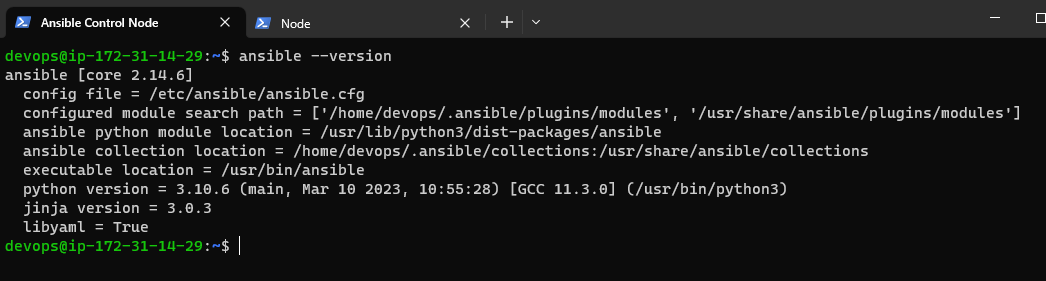 Ansible Control Node
Node
devops@ip-172-31-14-29:~$ ansible --version
ansible [core 2.14.6]
  config file = /etc/ansible/ansible.cfg
  configured module search path = ['/home/devops/.ansible/plugins/modules', '/usr/share/ansible/plugins/modules']
  ansible python module location = /usr/lib/python3/dist-packages/ansible
  ansible collection location = /home/devops/.ansible/collections:/usr/share/ansible/collections
  executable location = /usr/bin/ansible
  python version = 3.10.6 (main, Mar 10 2023, 10:55:28) [GCC 11.3.0] (/usr/bin/python3)
  jinja version = 3.0.3
  libyaml = True
devops@ip-172-31-14-29:~$